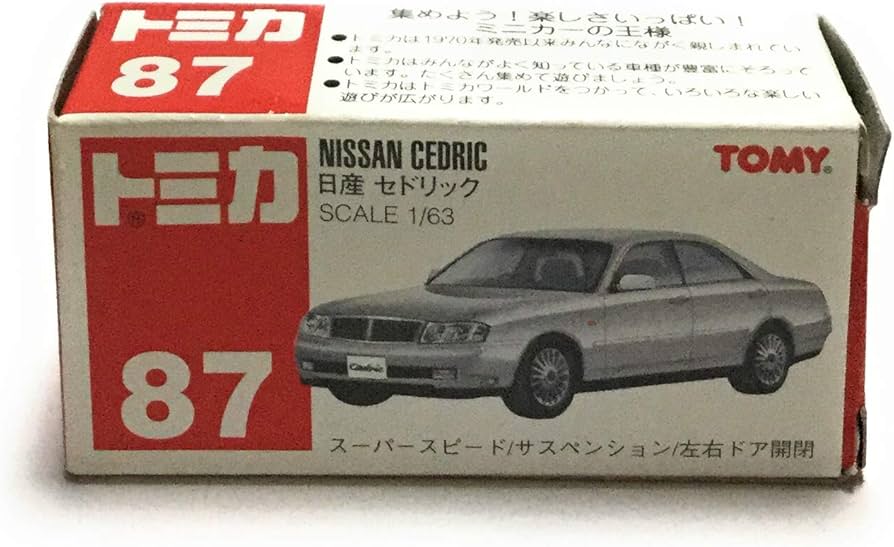 トミカ
87
集めよう！楽しさいっぱい！
ミニカーの王様
●トミカは1970年発売以来みんなにながく親しまれてい
ます。
●トミカはみんながよく知っている車種が豊富にそろって
います。たくさん集めて遊びましょう。
●トミカはトミカワールドをつかって、いろいろな楽しい
遊びが広がります。
トミカ
87
NISSAN CEDRIC
日産 セドリック
SCALE 1/63
TOMY®
Cedric
スーパースピード/サスペンション/左右ドア開閉